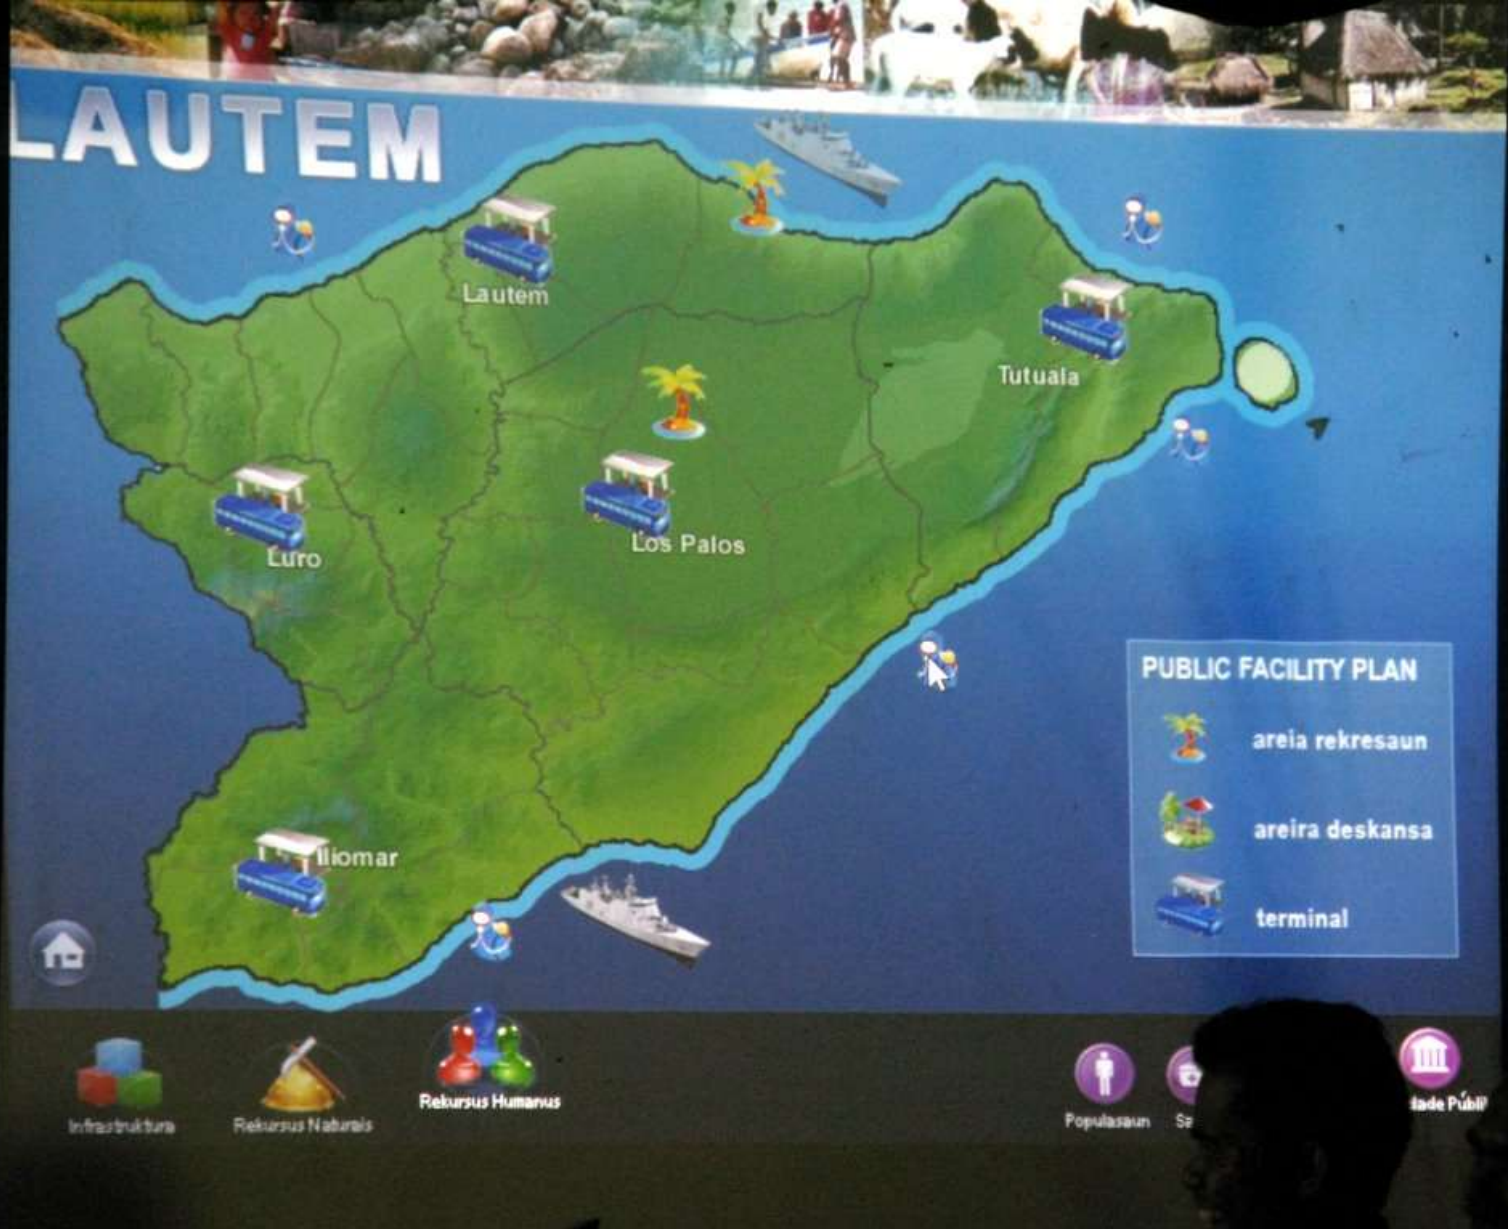 LAUTEM
Lautem
Tutuala
Los Palos
Luro
Iliomar
PUBLIC FACILITY PLAN
areia rekresaun
areira deskansa
terminal
Infrastruktura
Rekursus Naturais
Rekursus Humanus
Populasaun